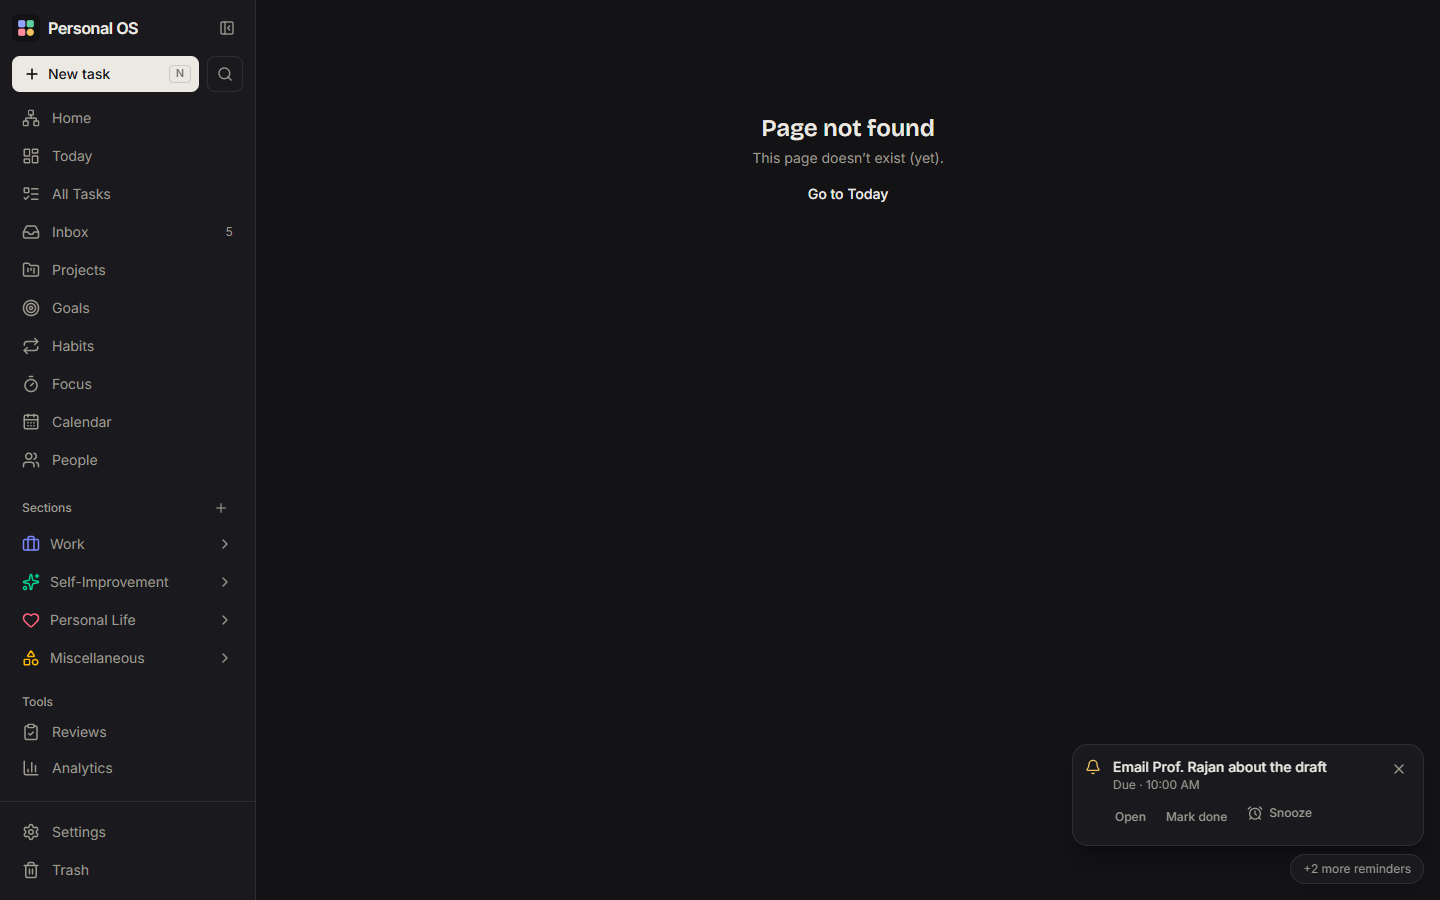 Personal OS
New task N
Home
Today
All Tasks
Inbox 5
Projects
Goals
Habits
Focus
Calendar
People
Sections
Work
Self-Improvement
Personal Life
Miscellaneous
Tools
Reviews
Analytics
Settings
Trash
Page not found
This page doesn’t exist (yet).
Go to Today
Email Prof. Rajan about the draft
Due · 10:00 AM
Open Mark done Snooze
+2 more reminders